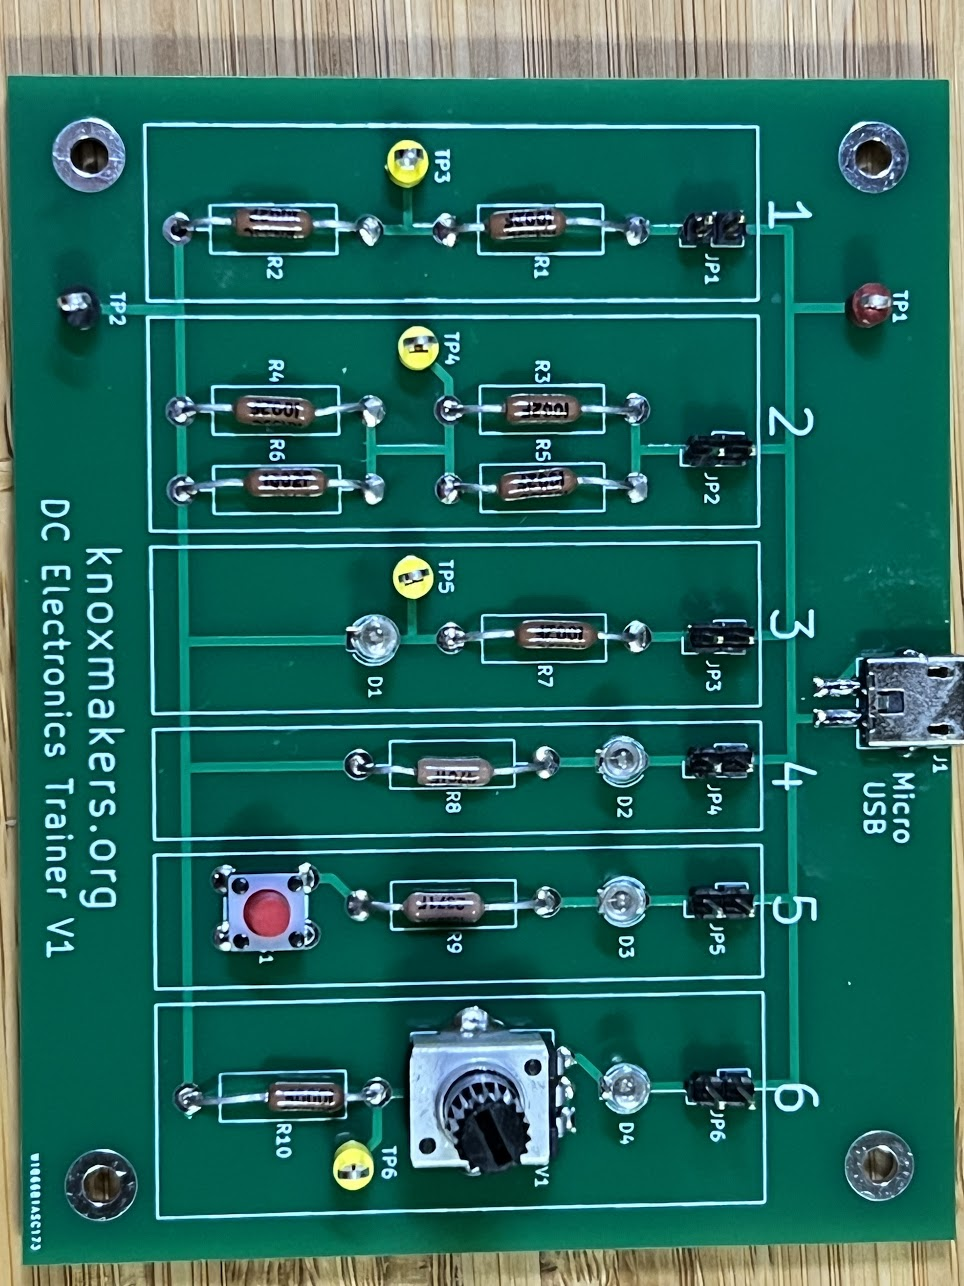 1
TP3
R2
R1
JP1
TP2
TP1
2
TP4
R4
R3
R6
R5
JP2
3
TP5
D1
R7
JP3
J1
Micro
USB
4
R8
D2
JP4
5
R9
D3
JP5
6
R10
TP6
V1
D4
JP6
knoxmakers.org
DC Electronics Trainer V1